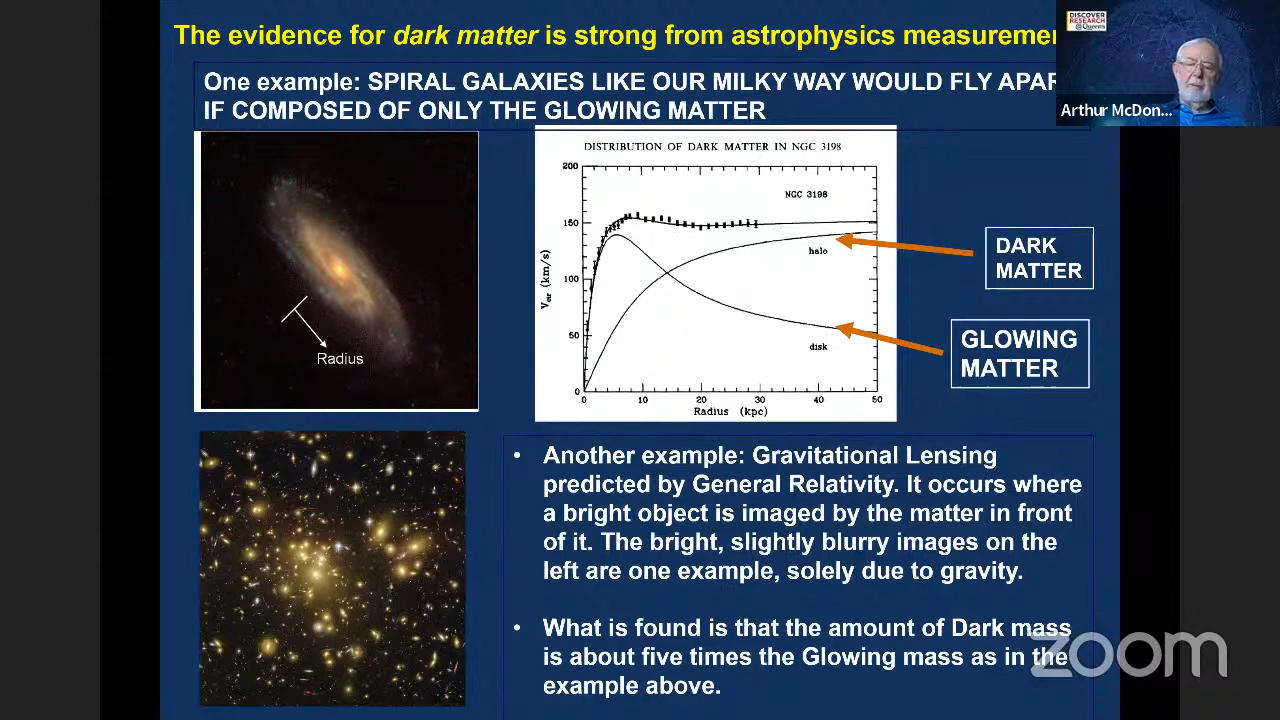 The evidence for dark matter is strong from astrophysics
One example: SPIRAL GALAXIES LIKE OUR MILKY WAY WOULD FLY
IF COMPOSED OF ONLY THE GLOWING MATTER
DISCOVER
RESEARCH
@Queens
Arthur McDon...
Radius
DISTRIBUTION OF DARK MATTER IN NGC 3198
NGC 3198
200
150
100
50
0
Vcir (km/s)
halo
disk
0 10 20 30 40 50
Radius (kpc)
DARK
MATTER
GLOWING
MATTER
• Another example: Gravitational Lensing
predicted by General Relativity. It occurs where
a bright object is imaged by the matter in front
of it. The bright, slightly blurry images on the
left are one example, solely due to gravity.
• What is found is that the amount of Dark mass
is about five times the Glowing mass as in the
example above.
zoom